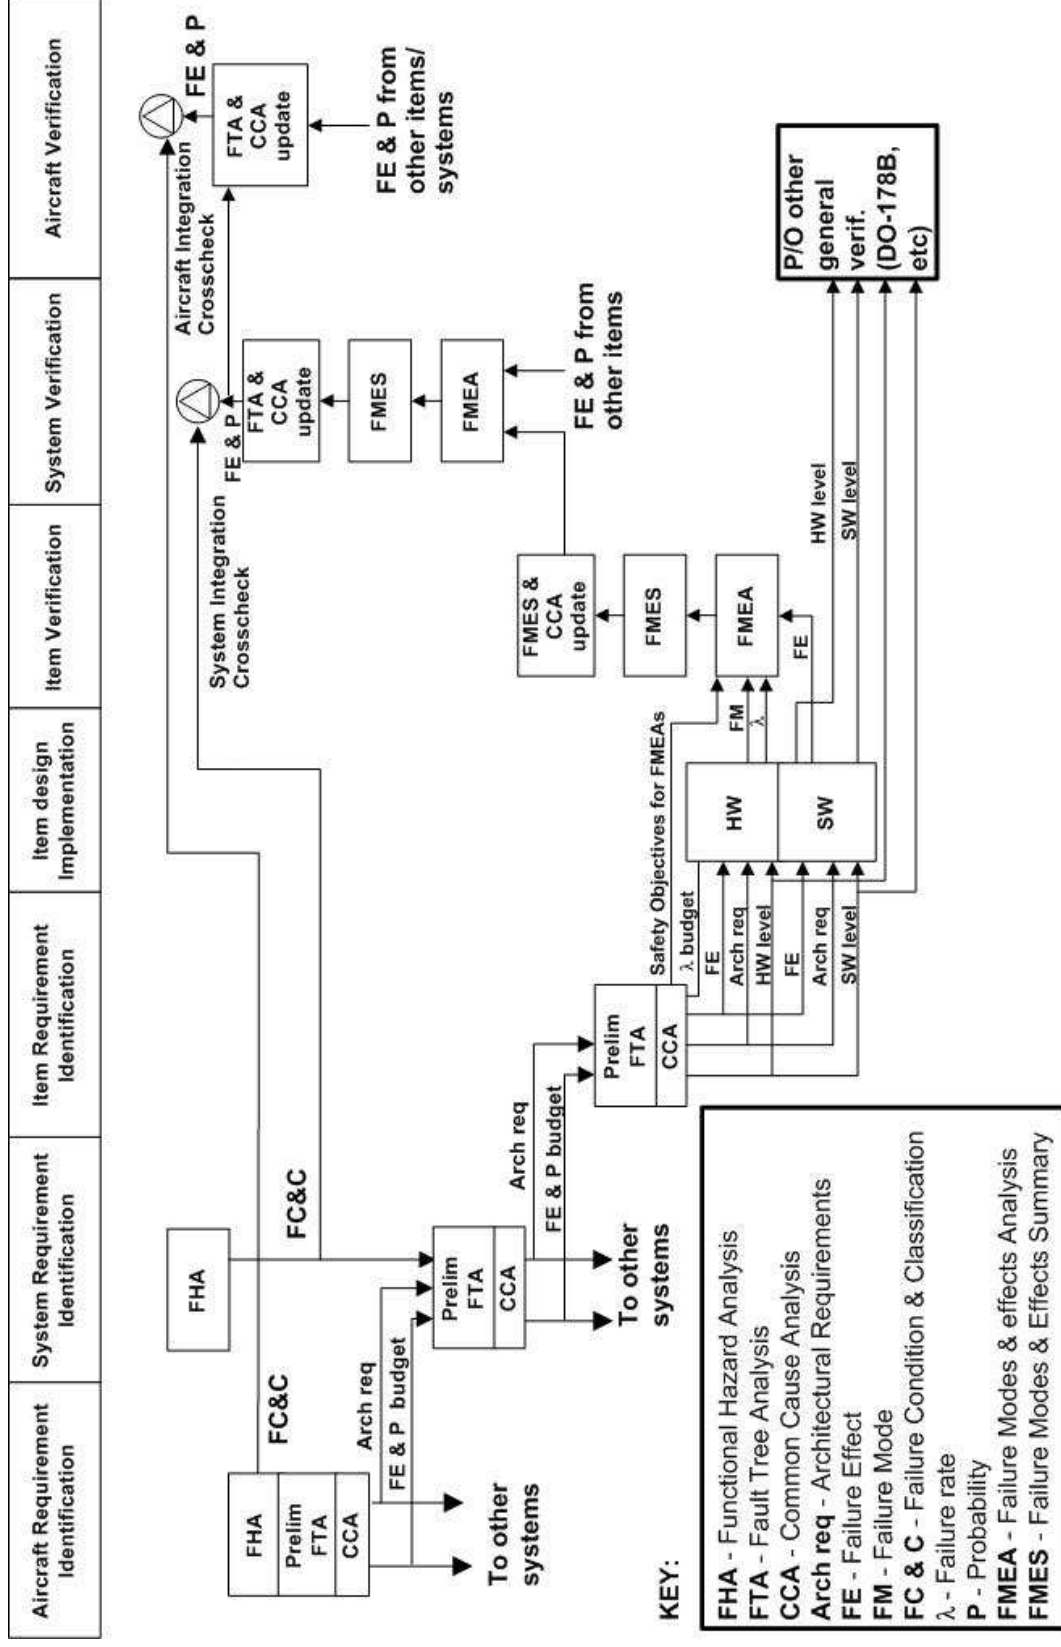 Aircraft Requirement
Identification
System Requirement
Identification
Item Requirement
Identification
Item design
Implementation
Item Verification
System Verification
Aircraft Verification
FHA
Prelim
FTA
CCA
FC&C
Arch req
FE & P budget
To other
systems
FHA
FC&C
Prelim
FTA
CCA
Arch req
FE & P budget
To other
systems
Prelim
FTA
CCA
Safety Objectives for FMEAs
λ budget
FE
Arch req
HW level
FE
Arch req
SW level
HW
SW
FM
λ
FE
FMEA
FMES
FMES &
CCA
update
HW level
SW level
System Integration
Crosscheck
FE & P
FTA &
CCA
update
FMES
FMEA
FE & P from
other items
Aircraft Integration
Crosscheck
FE & P
FTA &
CCA
update
FE & P from
other items/
systems
P/O other
general
verif.
(DO-178B,
etc)
KEY:
FHA - Functional Hazard Analysis
FTA - Fault Tree Analysis
CCA - Common Cause Analysis
Arch req - Architectural Requirements
FE - Failure Effect
FM - Failure Mode
FC & C - Failure Condition & Classification
λ - Failure rate
P - Probability
FMEA - Failure Modes & effects Analysis
FMES - Failure Modes & Effects Summary